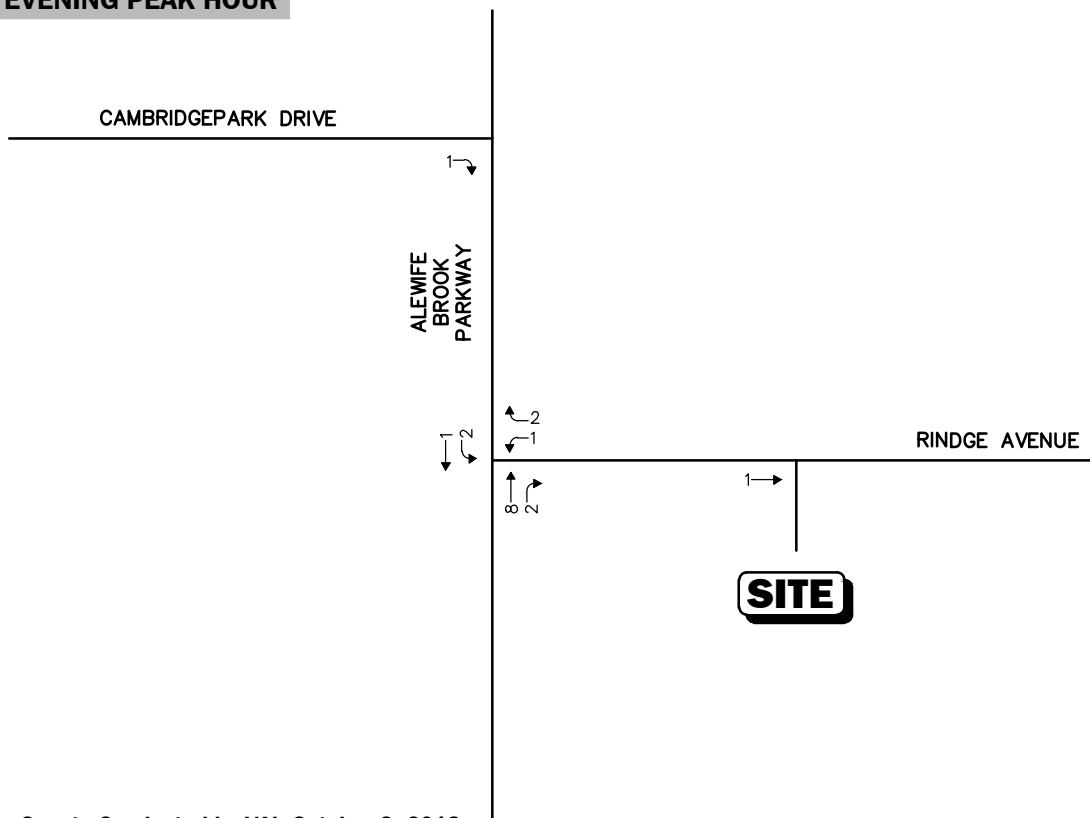 EVENING PEAK HOUR
CAMBRIDGEPARK DRIVE
1
ALEWIFE
BROOK
PARKWAY
2
1
2
1
RINDGE AVENUE
1
8
2
SITE